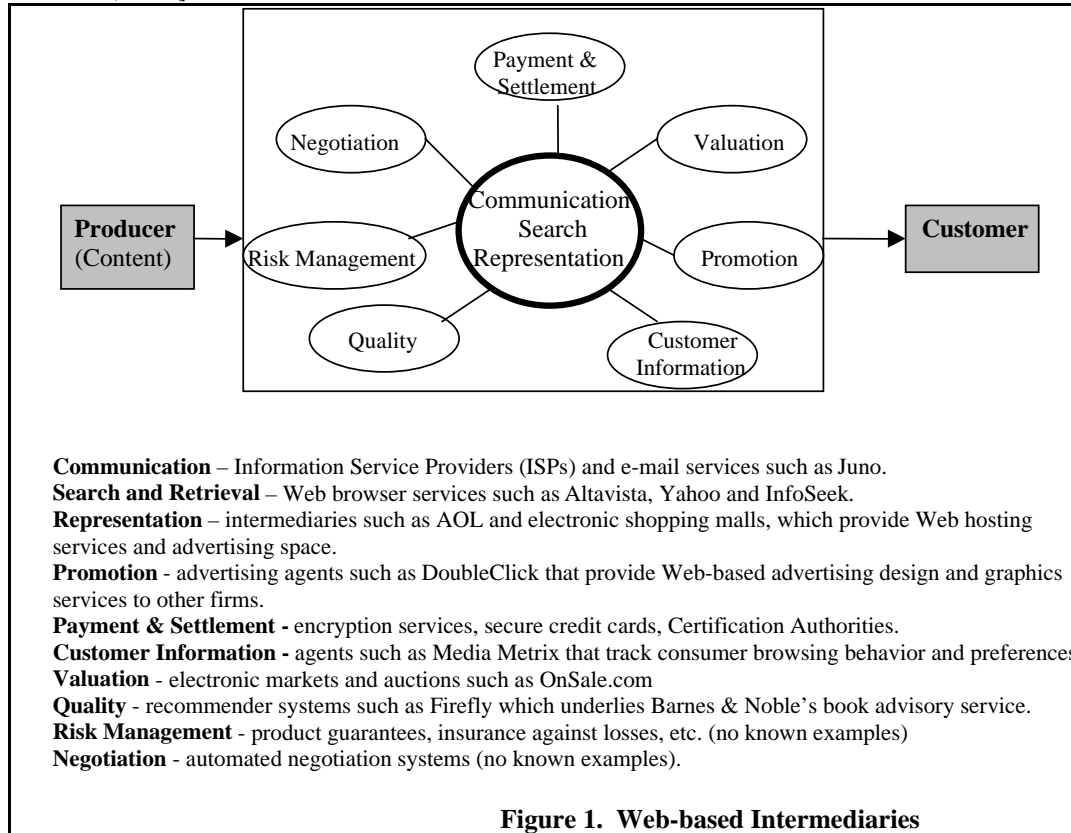 Payment &
Settlement
Negotiation
Valuation
Communication
Search
Representation
Producer
(Content)
Customer
Risk Management
Promotion
Quality
Customer
Information
Communication – Information Service Providers (ISPs) and e-mail services such as Juno.
Search and Retrieval – Web browser services such as Altavista, Yahoo and InfoSeek.
Representation – intermediaries such as AOL and electronic shopping malls, which provide Web hosting
services and advertising space.
Promotion - advertising agents such as DoubleClick that provide Web-based advertising design and graphics
services to other firms.
Payment & Settlement - encryption services, secure credit cards, Certification Authorities.
Customer Information - agents such as Media Metrix that track consumer browsing behavior and preferences
Valuation - electronic markets and auctions such as OnSale.com
Quality - recommender systems such as Firefly which underlies Barnes & Noble's book advisory service.
Risk Management - product guarantees, insurance against losses, etc. (no known examples)
Negotiation - automated negotiation systems (no known examples).
Figure 1. Web-based Intermediaries